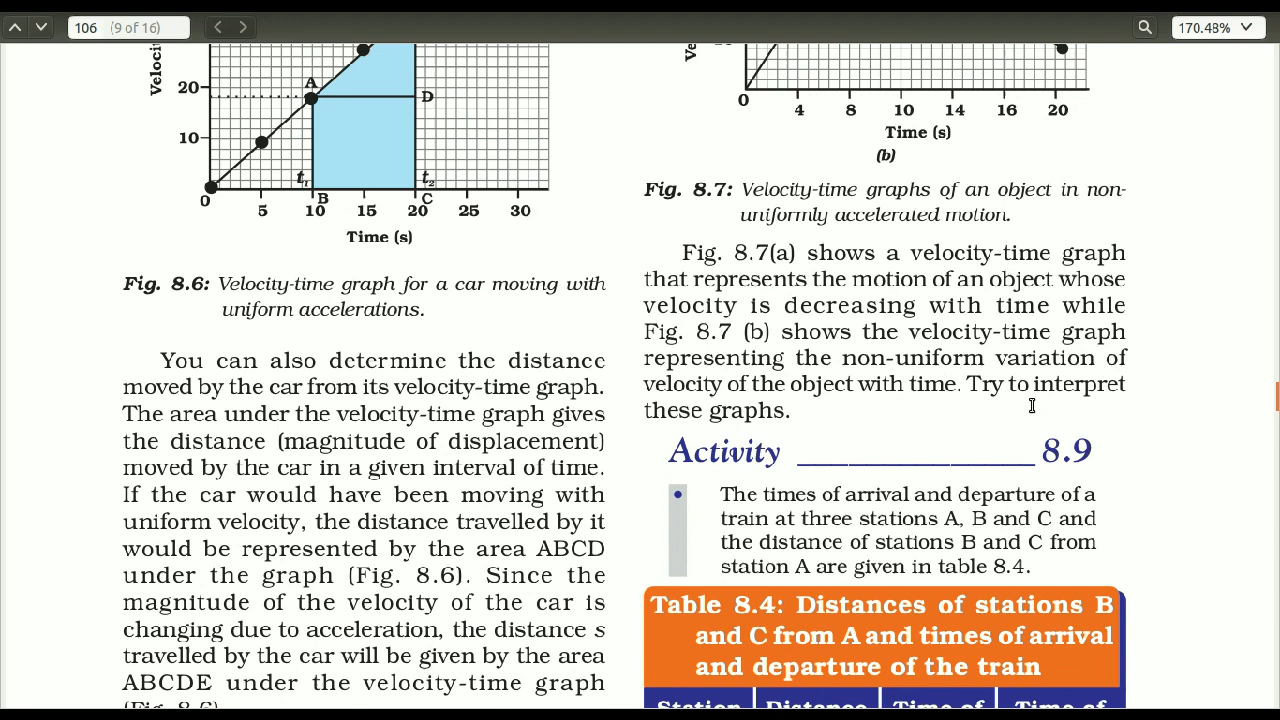 106 (9 of 16)
170.48%
Velocit
20
10
A
D
t1
t2
B
C
0
5
10
15
20
25
30
Time (s)
Fig. 8.6: Velocity-time graph for a car moving with
uniform accelerations.
You can also determine the distance
moved by the car from its velocity-time graph.
The area under the velocity-time graph gives
the distance (magnitude of displacement)
moved by the car in a given interval of time.
If the car would have been moving with
uniform velocity, the distance travelled by it
would be represented by the area ABCD
under the graph (Fig. 8.6). Since the
magnitude of the velocity of the car is
changing due to acceleration, the distance s
travelled by the car will be given by the area
ABCDE under the velocity-time graph
(Fig. 8.6)
Ve
0
4
8
10
14
16
20
Time (s)
(b)
Fig. 8.7: Velocity-time graphs of an object in non-
uniformly accelerated motion.
Fig. 8.7(a) shows a velocity-time graph
that represents the motion of an object whose
velocity is decreasing with time while
Fig. 8.7 (b) shows the velocity-time graph
representing the non-uniform variation of
velocity of the object with time. Try to interpret
these graphs.
Activity ________________ 8.9
• The times of arrival and departure of a
train at three stations A, B and C and
the distance of stations B and C from
station A are given in table 8.4.
Table 8.4: Distances of stations B
and C from A and times of arrival
and departure of the train
Station Distance Time of Time of